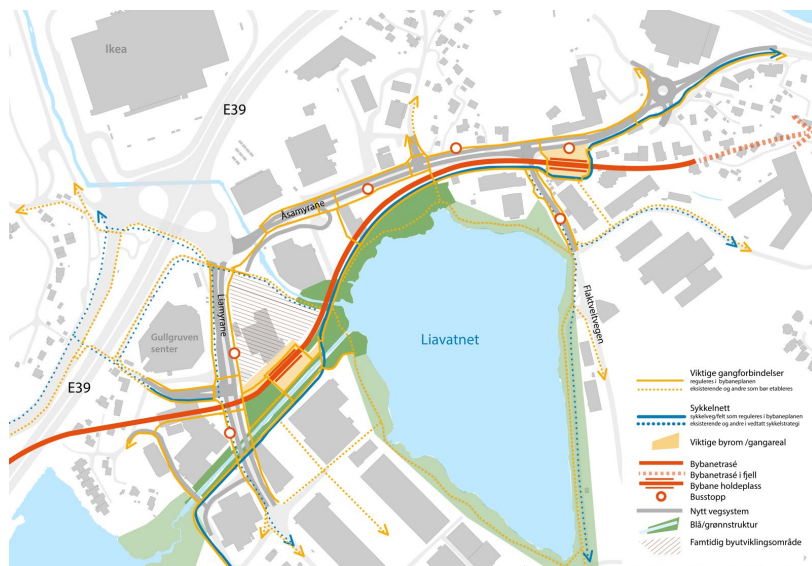 Ikea
E39
Åsamyrane
Liamyrane
Flaktveitvegen
Liavatnet
Gullgruven
senter
E39
Viktige gangforbindelser
reguleres i bybaneplanen
eksisterende og andre som bør etableres
Sykkelnett
sykkelveg/felt som reguleres i bybaneplanen
eksisterende og andre i vedtatt sykkelstrategi
Viktige byrom /gangareal
Bybanetrasé
Bybanetrasé i fjell
Bybane holdeplass
Busstopp
Nytt vegsystem
Blå/grønnstruktur
Famtidig byutviklingsområde